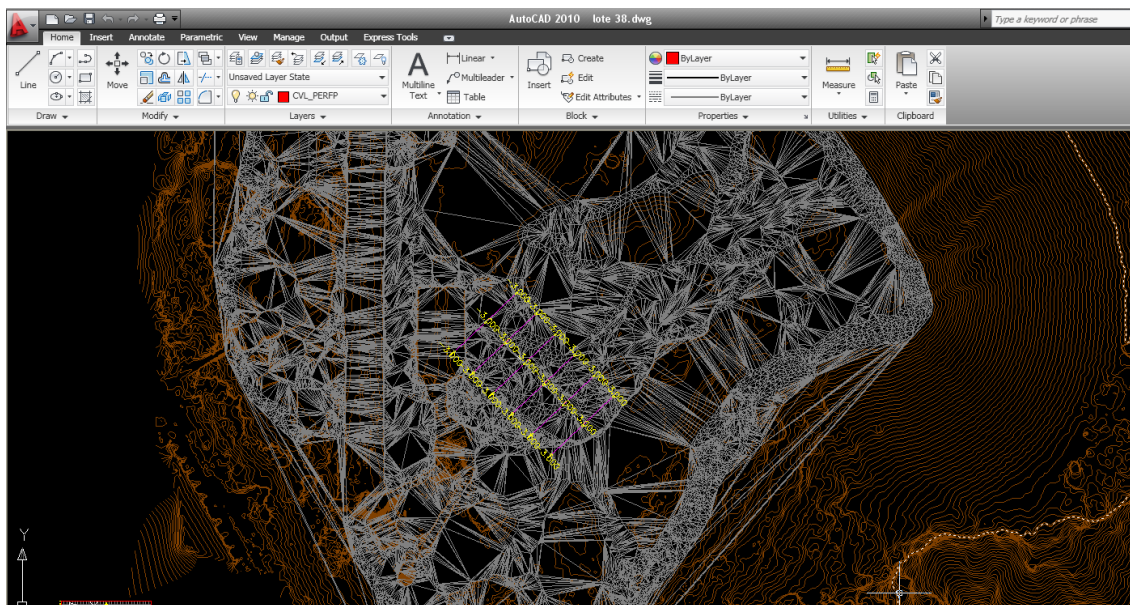 AutoCAD 2010 lote 38.dwg
Type a keyword or phrase
Home Insert Annotate Parametric View Manage Output Express Tools
Line
Move
Unsaved Layer State
CVL_PERFP
Multiline Text
Linear
Multileader
Table
Insert
Create
Edit
Edit Attributes
ByLayer
ByLayer
ByLayer
Measure
Paste
Draw Modify Layers Annotation Block Properties Utilities Clipboard
Y